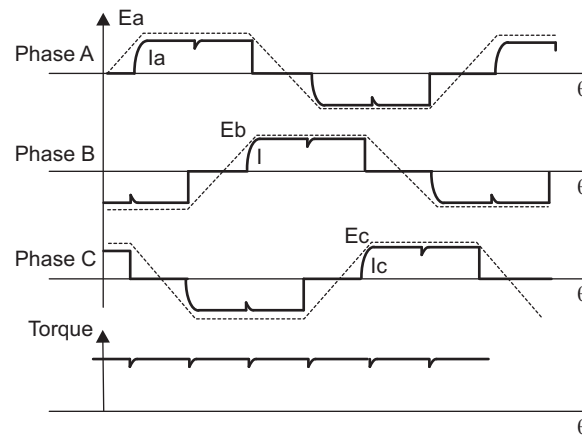 Ea
Phase A
Ia
θ
Eb
Phase B
I
θ
Ec
Phase C
Ic
θ
Torque
θ